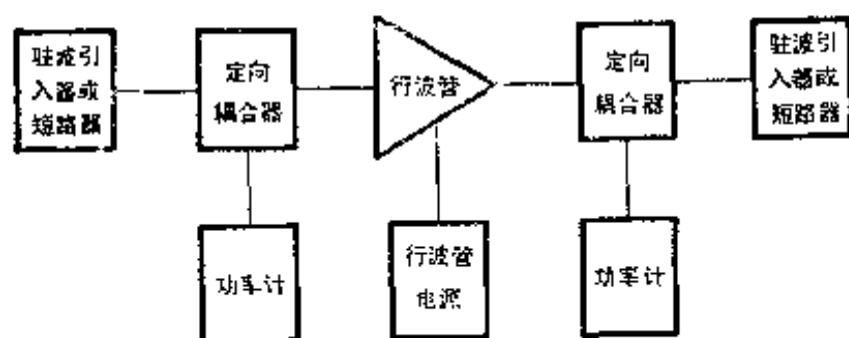 驻波引
入器或
短路器
定向
耦合器
行波管
定向
耦合器
驻波引
入器或
短路器
功率计
行波管
电源
功率计